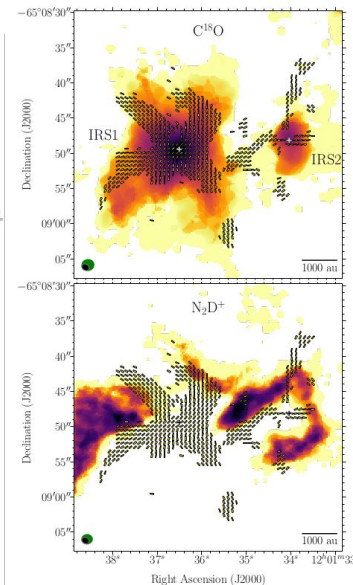 C¹⁸O
−65°08′30″
35″
40″
45″
50″
55″
09′00″
05″
Declination (J2000)
IRS1
IRS2
1000 au
N₂D⁺
−65°08′30″
35″
40″
45″
50″
55″
09′00″
05″
Declination (J2000)
1000 au
38ˢ 37ˢ 36ˢ 35ˢ 34ˢ 12ʰ01ᵐ33ˢ
Right Ascension (J2000)